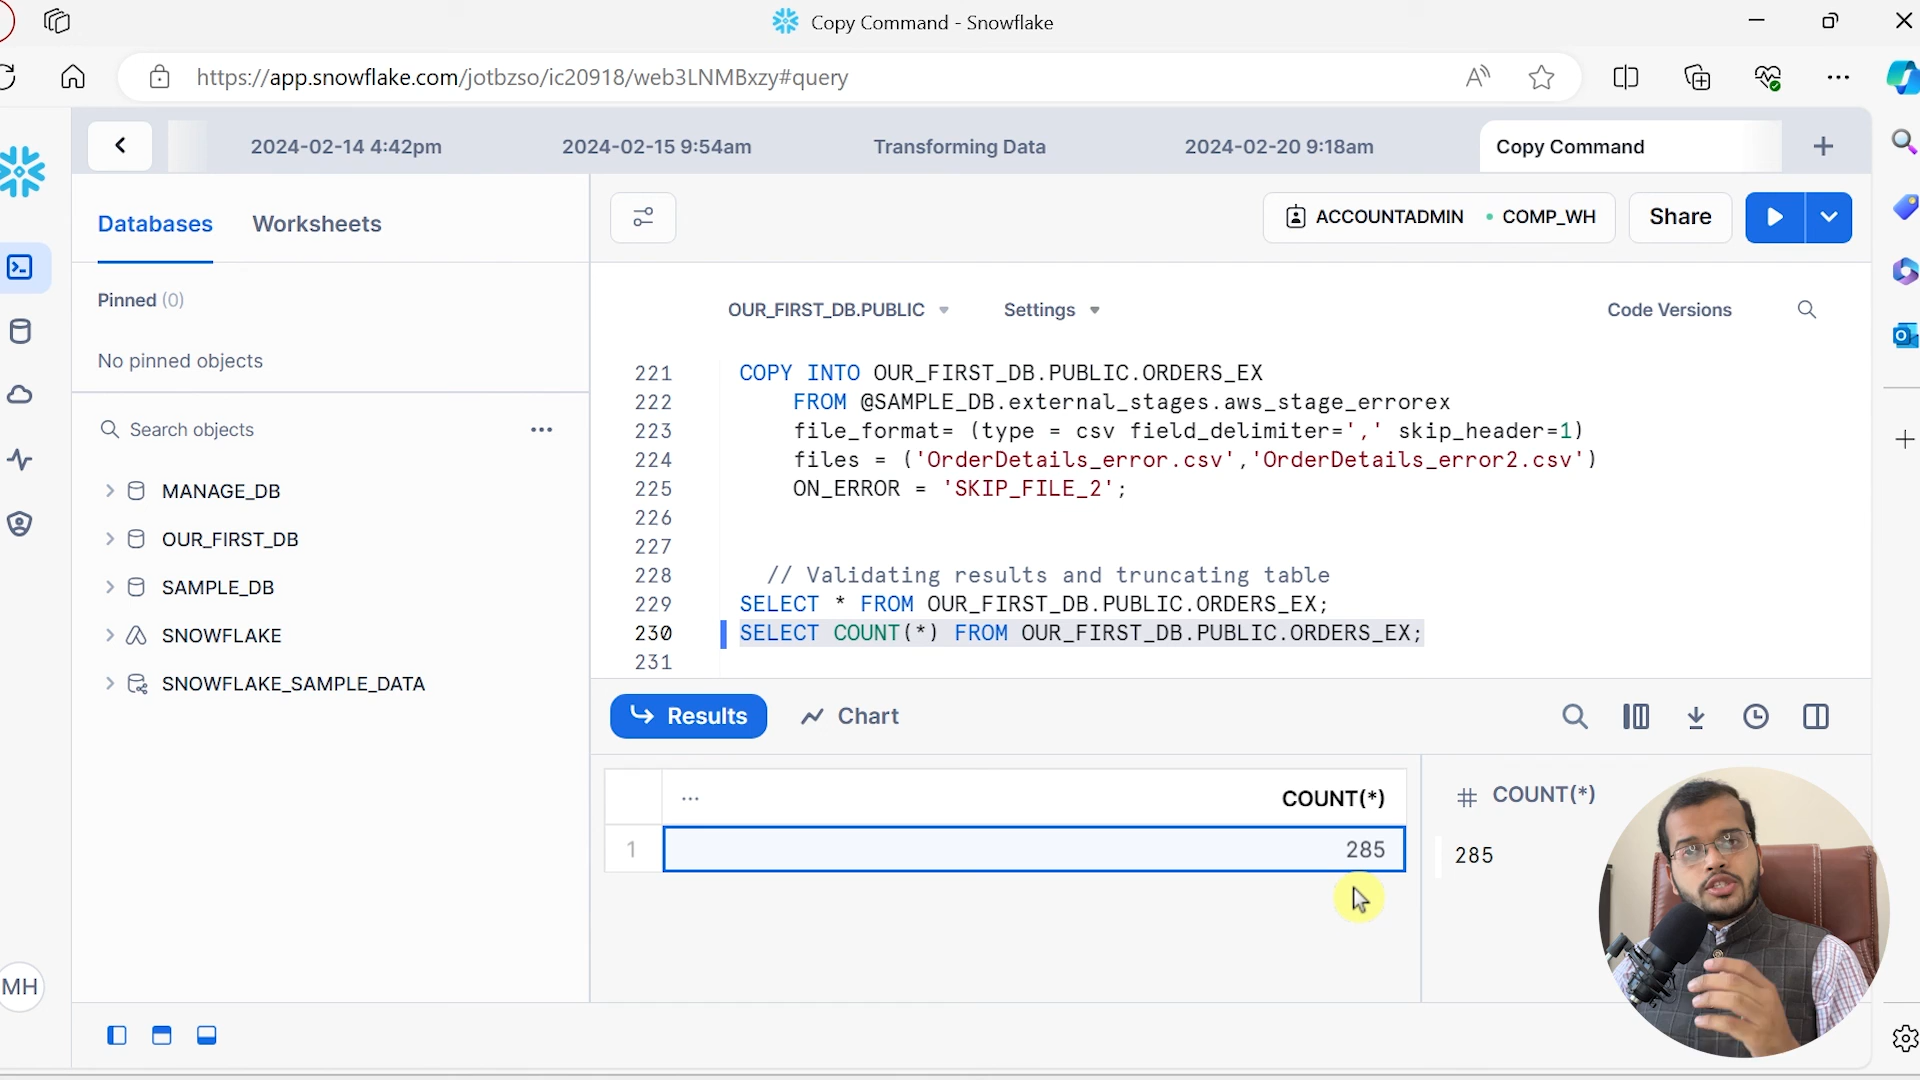 Copy Command - Snowflake
https://app.snowflake.com/jotbzso/ic20918/web3LNMBxzy#query
2024-02-14 4:42pm
2024-02-15 9:54am
Transforming Data
2024-02-20 9:18am
Copy Command
Databases
Worksheets
ACCOUNTADMIN
COMP_WH
Share
Pinned (0)
No pinned objects
Search objects
MANAGE_DB
OUR_FIRST_DB
SAMPLE_DB
SNOWFLAKE
SNOWFLAKE_SAMPLE_DATA
MH
OUR_FIRST_DB.PUBLIC
Settings
Code Versions
221 COPY INTO OUR_FIRST_DB.PUBLIC.ORDERS_EX
222 FROM @SAMPLE_DB.external_stages.aws_stage_errorex
223 file_format= (type = csv field_delimiter=',' skip_header=1)
224 files = ('OrderDetails_error.csv','OrderDetails_error2.csv')
225 ON_ERROR = 'SKIP_FILE_2';
226
227
228 // Validating results and truncating table
229 SELECT * FROM OUR_FIRST_DB.PUBLIC.ORDERS_EX;
230 SELECT COUNT(*) FROM OUR_FIRST_DB.PUBLIC.ORDERS_EX;
231
Results
Chart
... COUNT(*)
1 285
# COUNT(*)
285